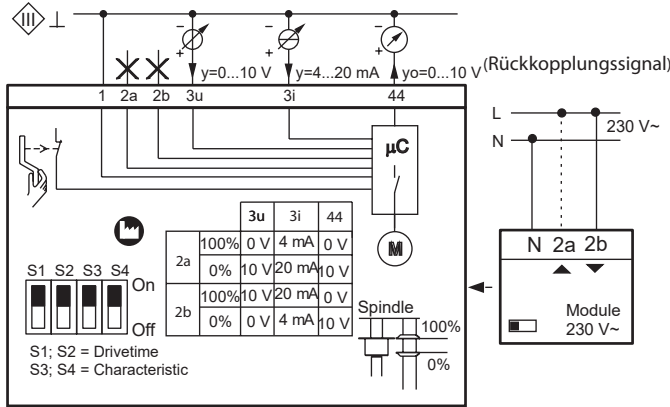 III
− − −
+ + +
y=0...10 V y=4...20 mA yo=0...10 V (Rückkopplungssignal)
1 2a 2b 3u 3i 44
L
230 V~
N
µC
M
3u 3i 44
2a 100% 0 V 4 mA 0 V
0% 10 V 20 mA 10 V
2b 100% 10 V 20 mA 0 V
0% 0 V 4 mA 10 V
S1 S2 S3 S4
On
Off
S1; S2 = Drivetime
S3; S4 = Characteristic
Spindle
100%
0%
N 2a 2b
Module
230 V~